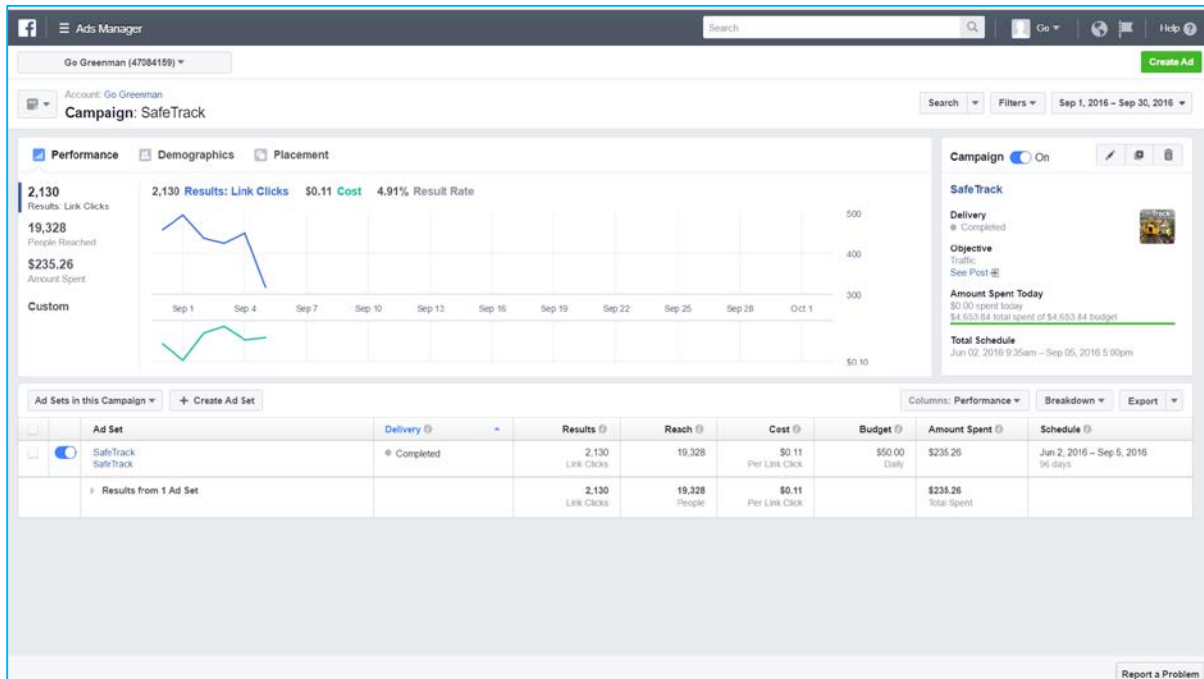 f
Ads Manager
Search
Go
Help
Go Greenman (47084159)
Create Ad
Account: Go Greenman
Campaign: SafeTrack
Search
Filters
Sep 1, 2016 – Sep 30, 2016
Performance
Demographics
Placement
2,130
Results: Link Clicks
19,328
People Reached
$235.26
Amount Spent
Custom
2,130 Results: Link Clicks $0.11 Cost 4.91% Result Rate
500
400
300
Sep 1 Sep 4 Sep 7 Sep 10 Sep 13 Sep 16 Sep 19 Sep 22 Sep 25 Sep 28 Oct 1
$0.10
Campaign On
SafeTrack
Delivery
Completed
Track
Objective
Traffic
See Post
Amount Spent Today
$0.00 spent today
$4,653.84 total spent of $4,653.84 budget
Total Schedule
Jun 02, 2016 9:35am – Sep 05, 2016 5:00pm
Ad Sets in this Campaign
+ Create Ad Set
Columns: Performance
Breakdown
Export
Ad Set Delivery Results Reach Cost Budget Amount Spent Schedule
SafeTrack Completed 2,130 19,328 $0.11 $50.00 $235.26 Jun 2, 2016 – Sep 5, 2016
SafeTrack Link Clicks Per Link Click Daily 96 days
Results from 1 Ad Set 2,130 19,328 $0.11 $235.26
Link Clicks People Per Link Click Total Spent
Report a Problem